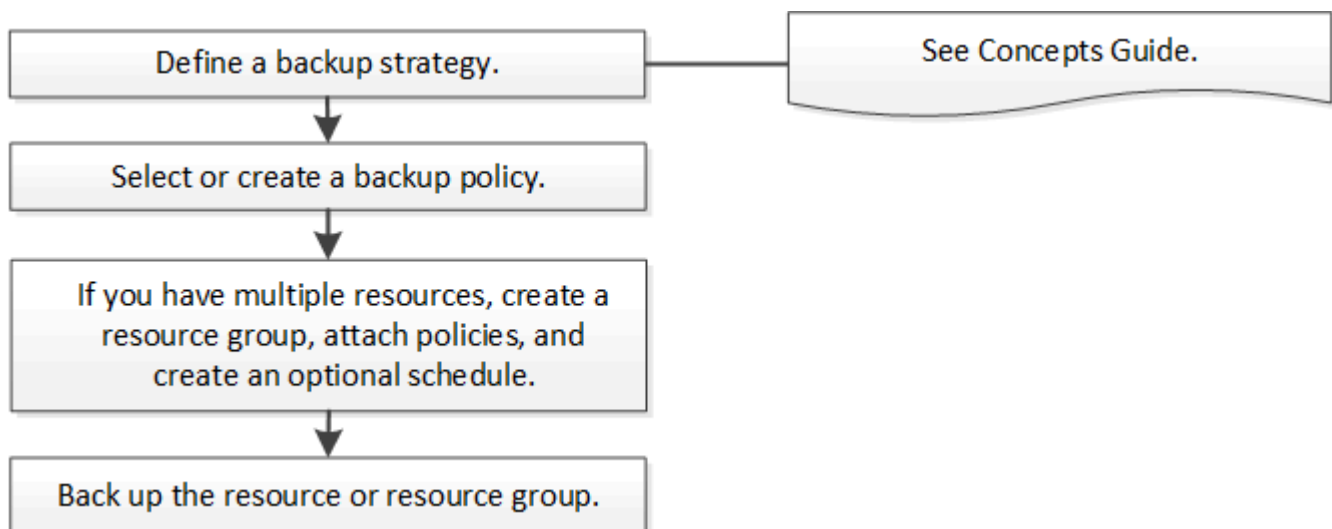 Define a backup strategy.
See Concepts Guide.
Select or create a backup policy.
If you have multiple resources, create a
resource group, attach policies, and
create an optional schedule.
Back up the resource or resource group.